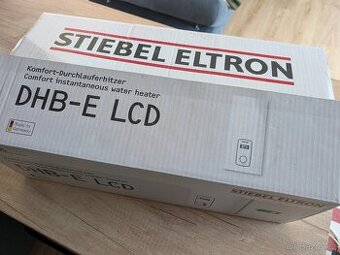 STIEBEL ELTRON
Komfort-Durchlauferhitzer
Comfort instantaneous water heater
DHB-E LCD
Made in
Germany
DHB-E LCD
STIEBEL ELTRON